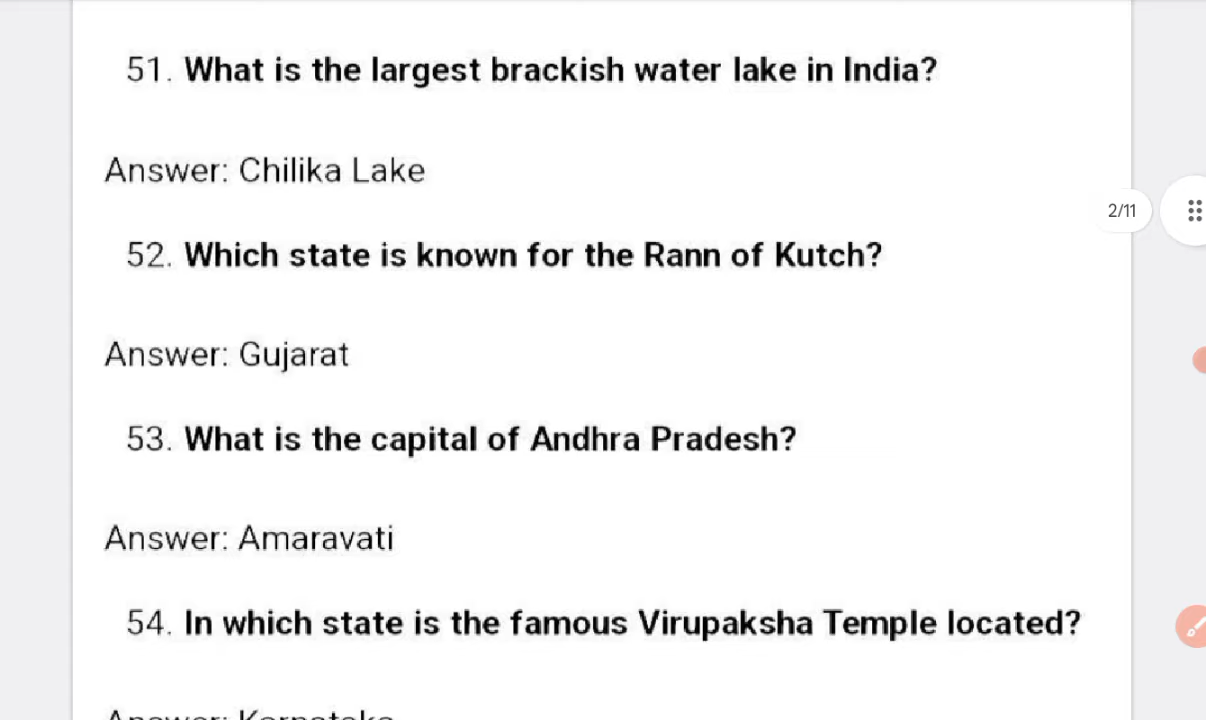 51. What is the largest brackish water lake in India?
Answer: Chilika Lake
2/11
52. Which state is known for the Rann of Kutch?
Answer: Gujarat
53. What is the capital of Andhra Pradesh?
Answer: Amaravati
54. In which state is the famous Virupaksha Temple located?
Answer: Karnataka